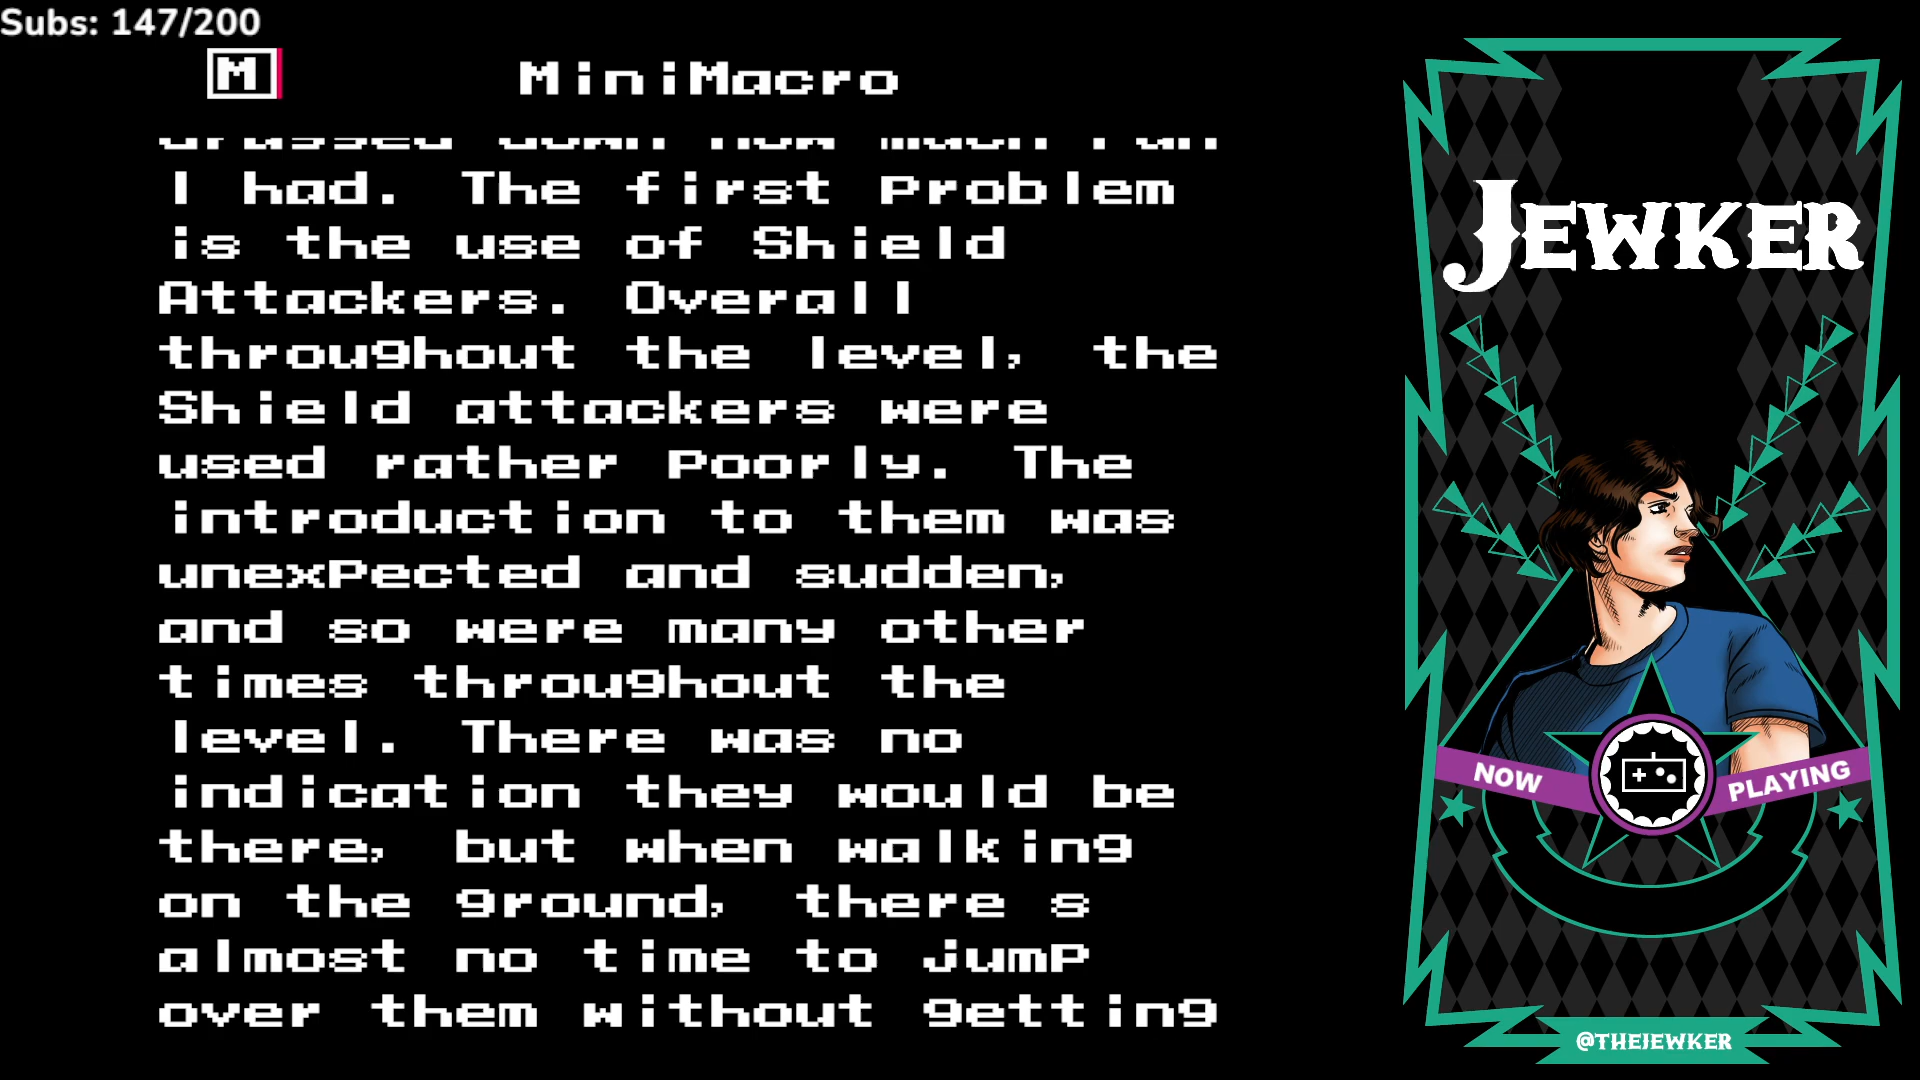 Subs: 147/200
M
MiniMacro
I had. The first problem
is the use of Shield
Attackers. Overall
throughout the level, the
Shield attackers were
used rather poorly. The
introduction to them was
unexpected and sudden,
and so were many other
times throughout the
level. There was no
indication they would be
there, but when walking
on the ground, there s
almost no time to jump
over them without getting
JEWKER
NOW PLAYING
@THEJEWKER